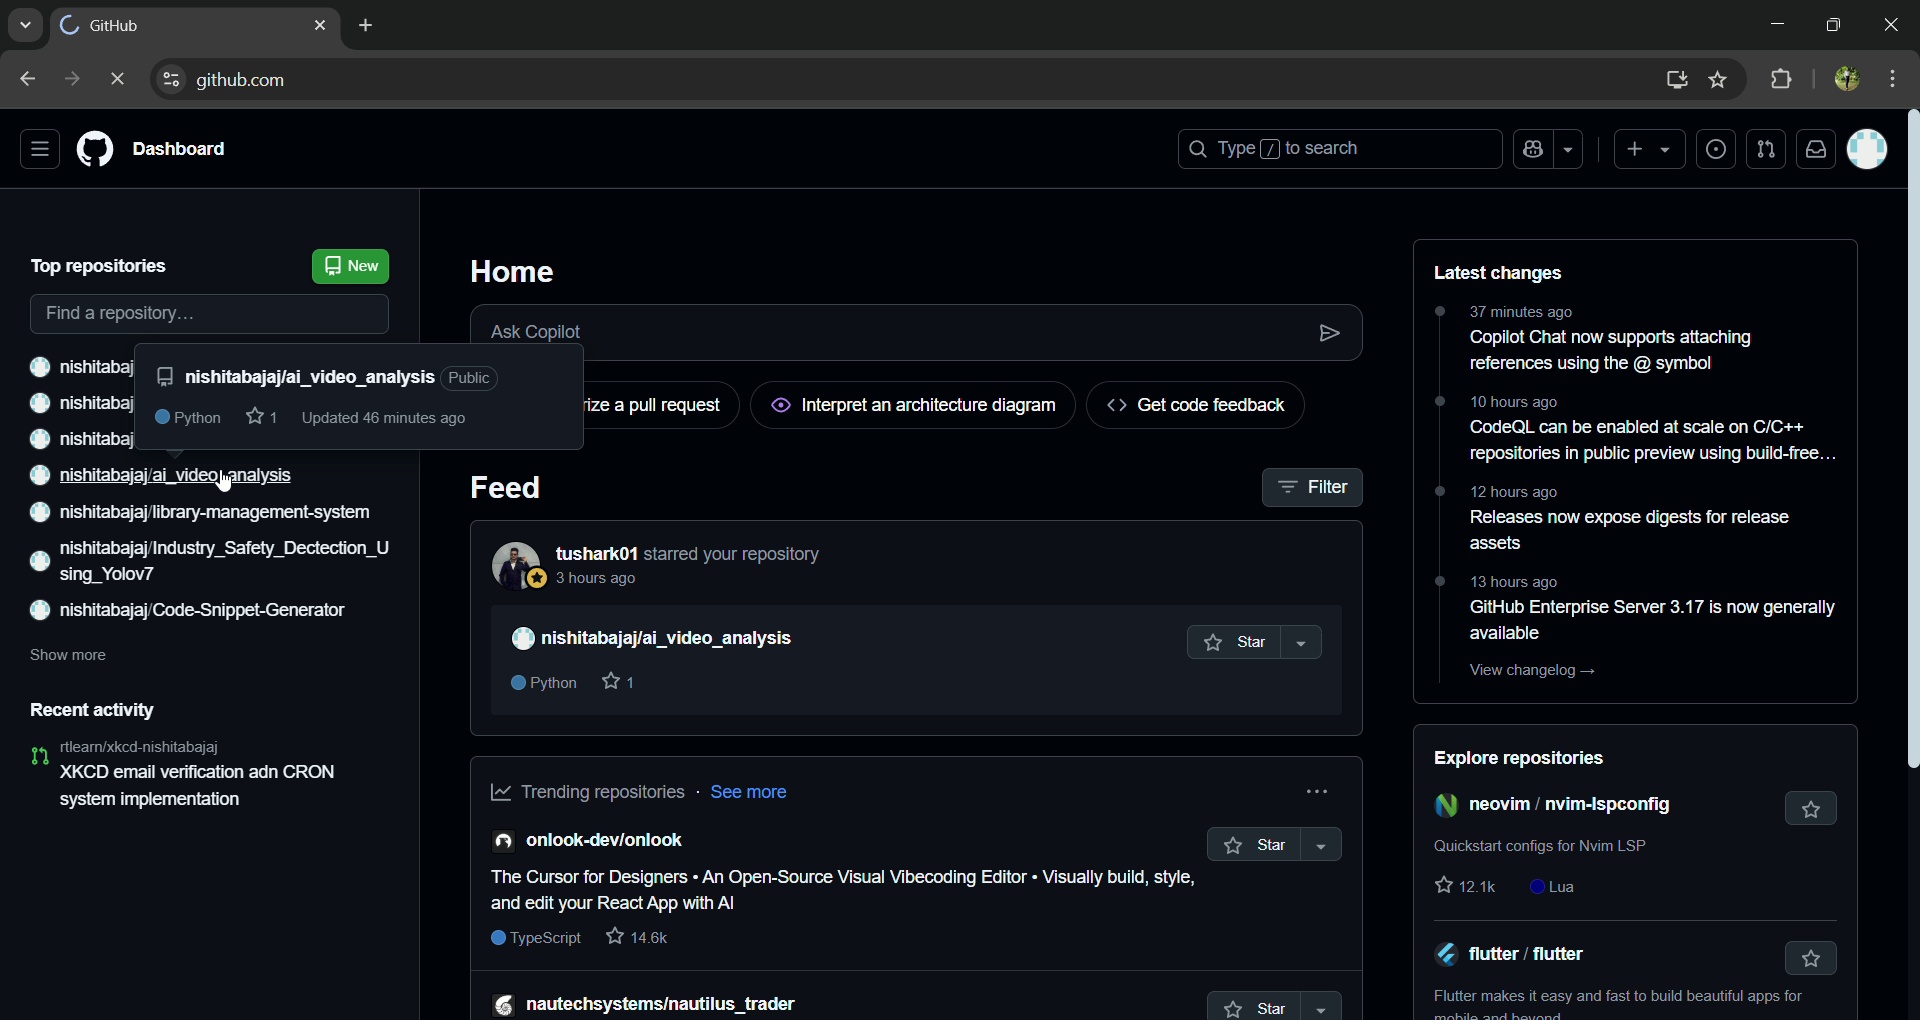 GitHub
github.com
Dashboard
Type / to search
Top repositories
New
Find a repository...
nishitabaj
nishitabaj
nishitabaj
nishitabajaj/ai_video_analysis Public
Python 1 Updated 46 minutes ago
nishitabajaj/ai_video_analysis
nishitabajaj/library-management-system
nishitabajaj/Industry_Safety_Dectection_U
sing_Yolov7
nishitabajaj/Code-Snippet-Generator
Show more
Recent activity
rtlearn/xkcd-nishitabajaj
XKCD email verification adn CRON
system implementation
Home
Ask Copilot
rize a pull request
Interpret an architecture diagram
Get code feedback
Feed
Filter
tushark01 starred your repository
3 hours ago
nishitabajaj/ai_video_analysis
Star
Python 1
Trending repositories · See more
onlook-dev/onlook
Star
The Cursor for Designers • An Open-Source Visual Vibecoding Editor • Visually build, style,
and edit your React App with AI
TypeScript 14.6k
nautechsystems/nautilus_trader
Star
Latest changes
37 minutes ago
Copilot Chat now supports attaching
references using the @ symbol
10 hours ago
CodeQL can be enabled at scale on C/C++
repositories in public preview using build-free...
12 hours ago
Releases now expose digests for release
assets
13 hours ago
GitHub Enterprise Server 3.17 is now generally
available
View changelog →
Explore repositories
neovim / nvim-lspconfig
Quickstart configs for Nvim LSP
12.1k Lua
flutter / flutter
Flutter makes it easy and fast to build beautiful apps for
mobile and beyond